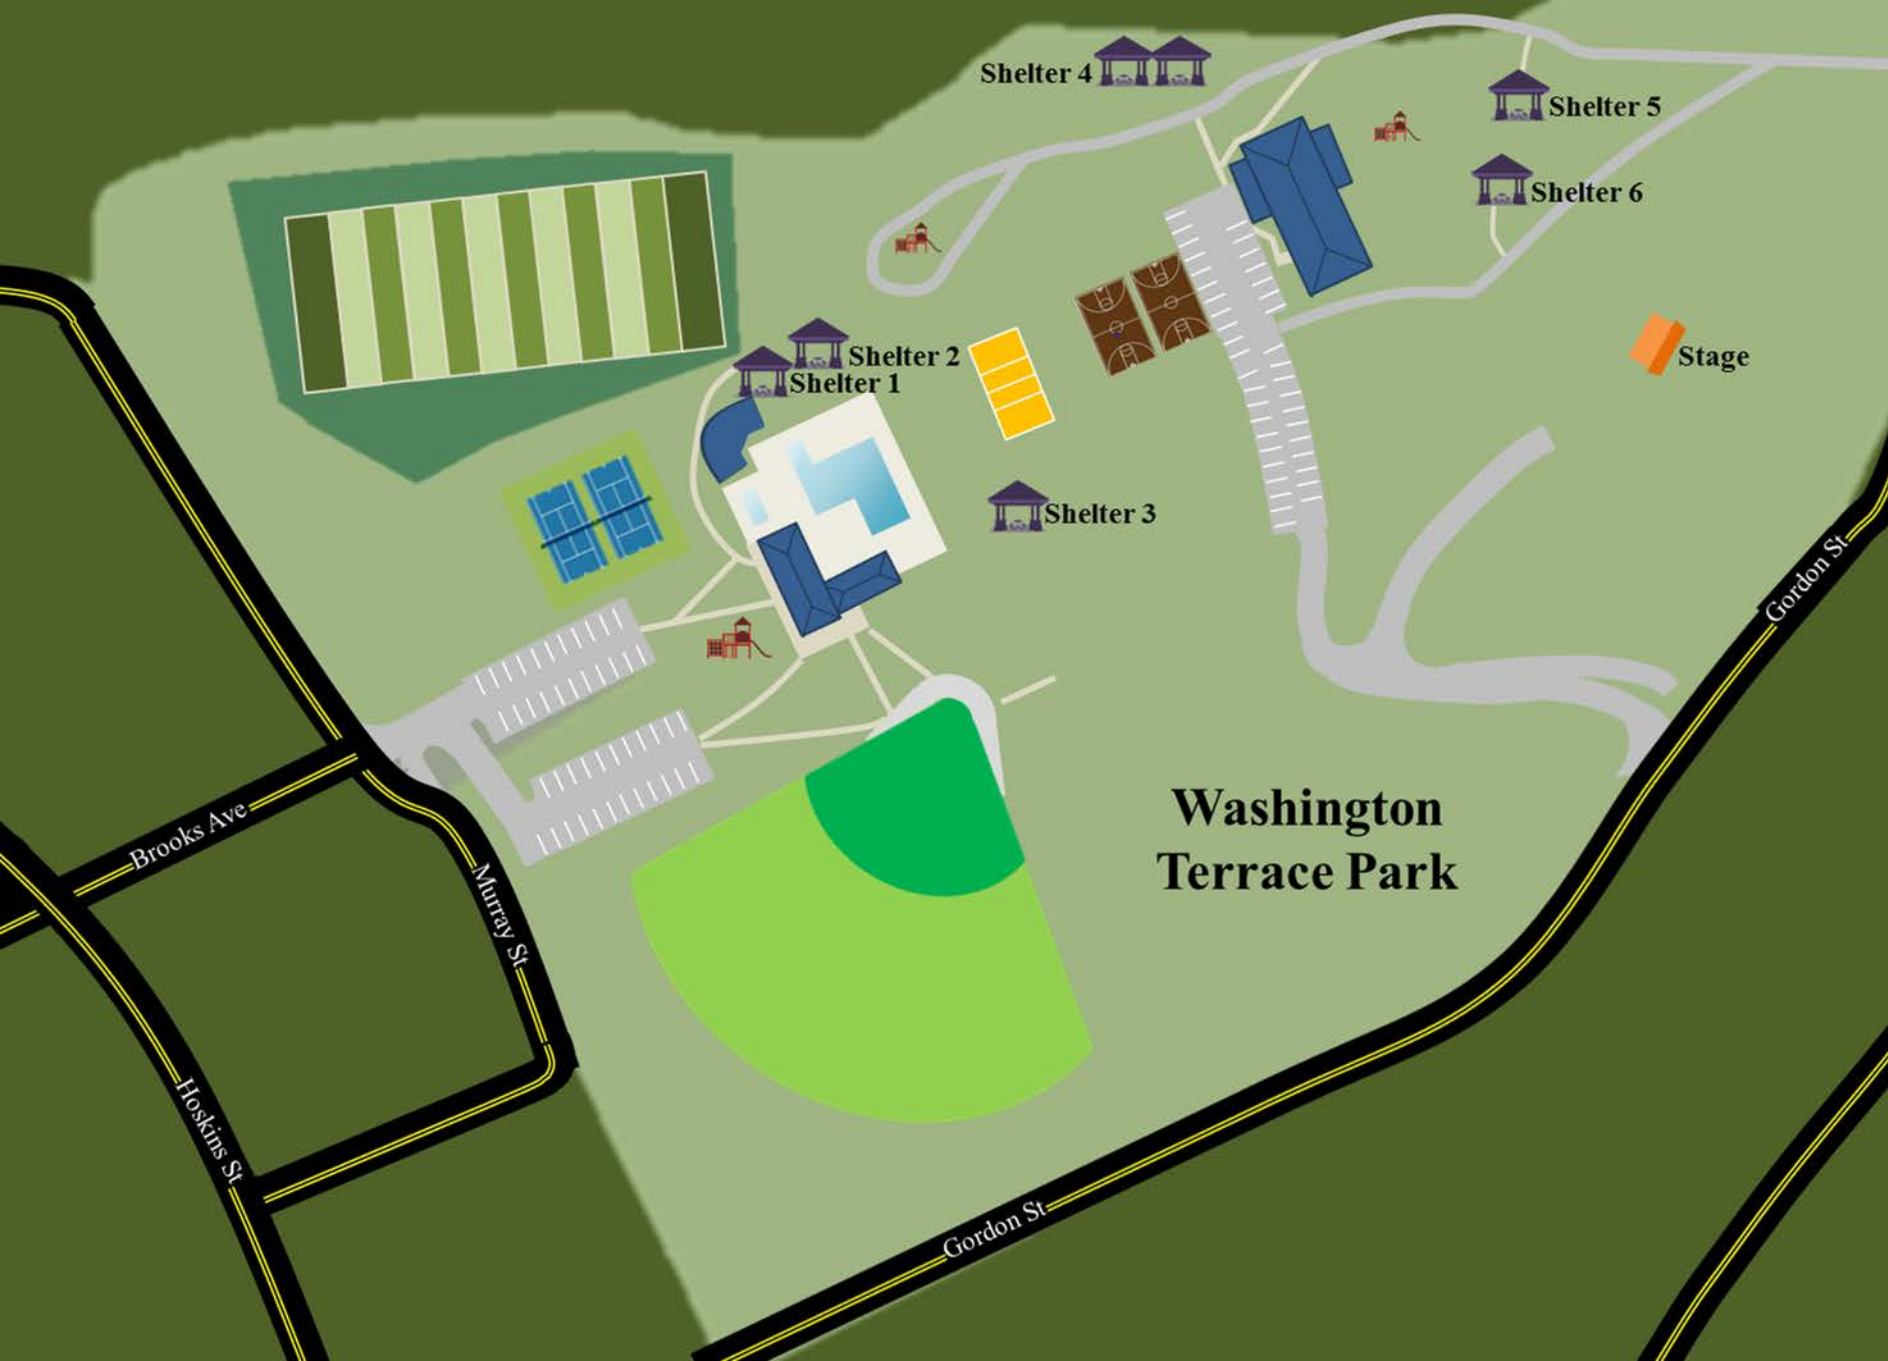 Shelter 4
Shelter 5
Shelter 6
Shelter 2
Shelter 1
Stage
Shelter 3
Gordon St
Washington
Terrace Park
Brooks Ave
Murray St
Hoskins St
Gordon St